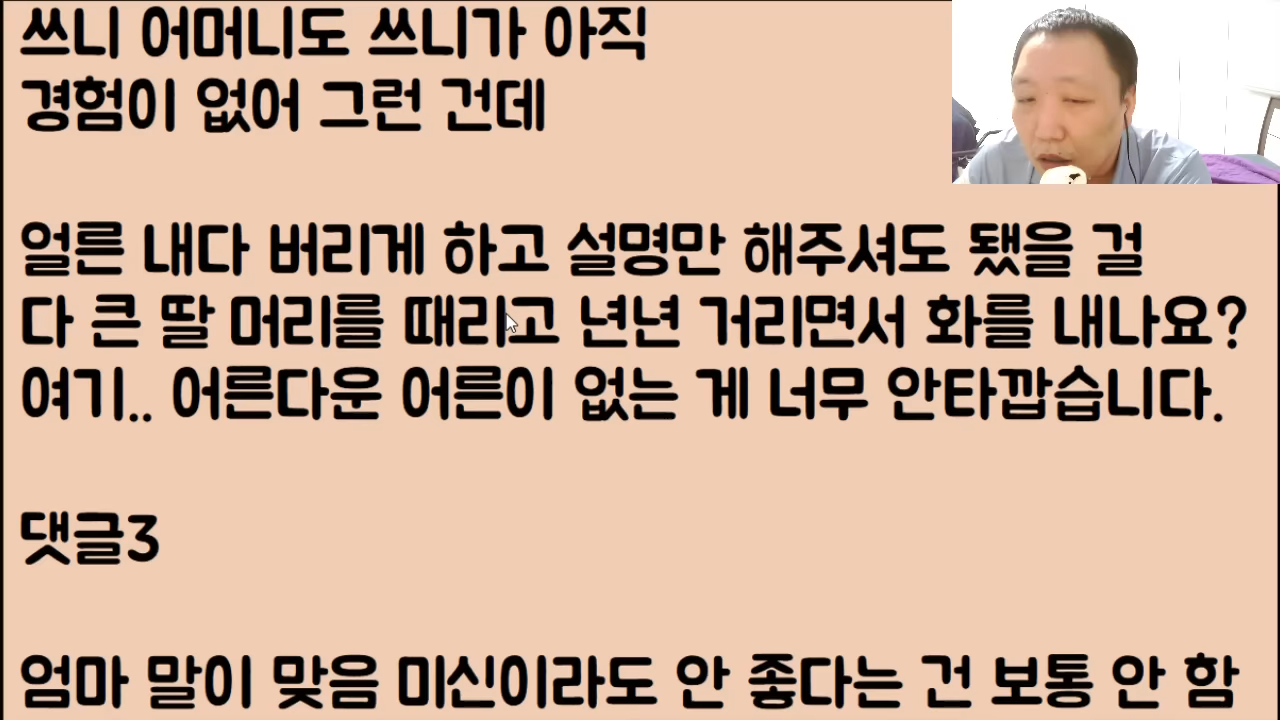 쓰니 어머니도 쓰니가 아직
경험이 없어 그런 건데
얼른 내다 버리게 하고 설명만 해주셔도 됐을 걸
다 큰 딸 머리를 때리고 년년 거리면서 화를 내나요?
여기.. 어른다운 어른이 없는 게 너무 안타깝습니다.
댓글3
엄마 말이 맞음 미신이라도 안 좋다는 건 보통 안 함